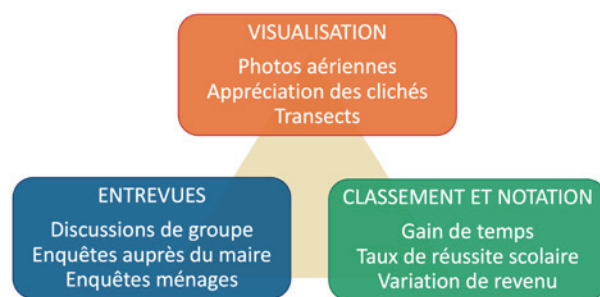 VISUALISATION
Photos aériennes
Appréciation des clichés
Transects
ENTREVUES
Discussions de groupe
Enquêtes auprès du maire
Enquêtes ménages
CLASSEMENT ET NOTATION
Gain de temps
Taux de réussite scolaire
Variation de revenu